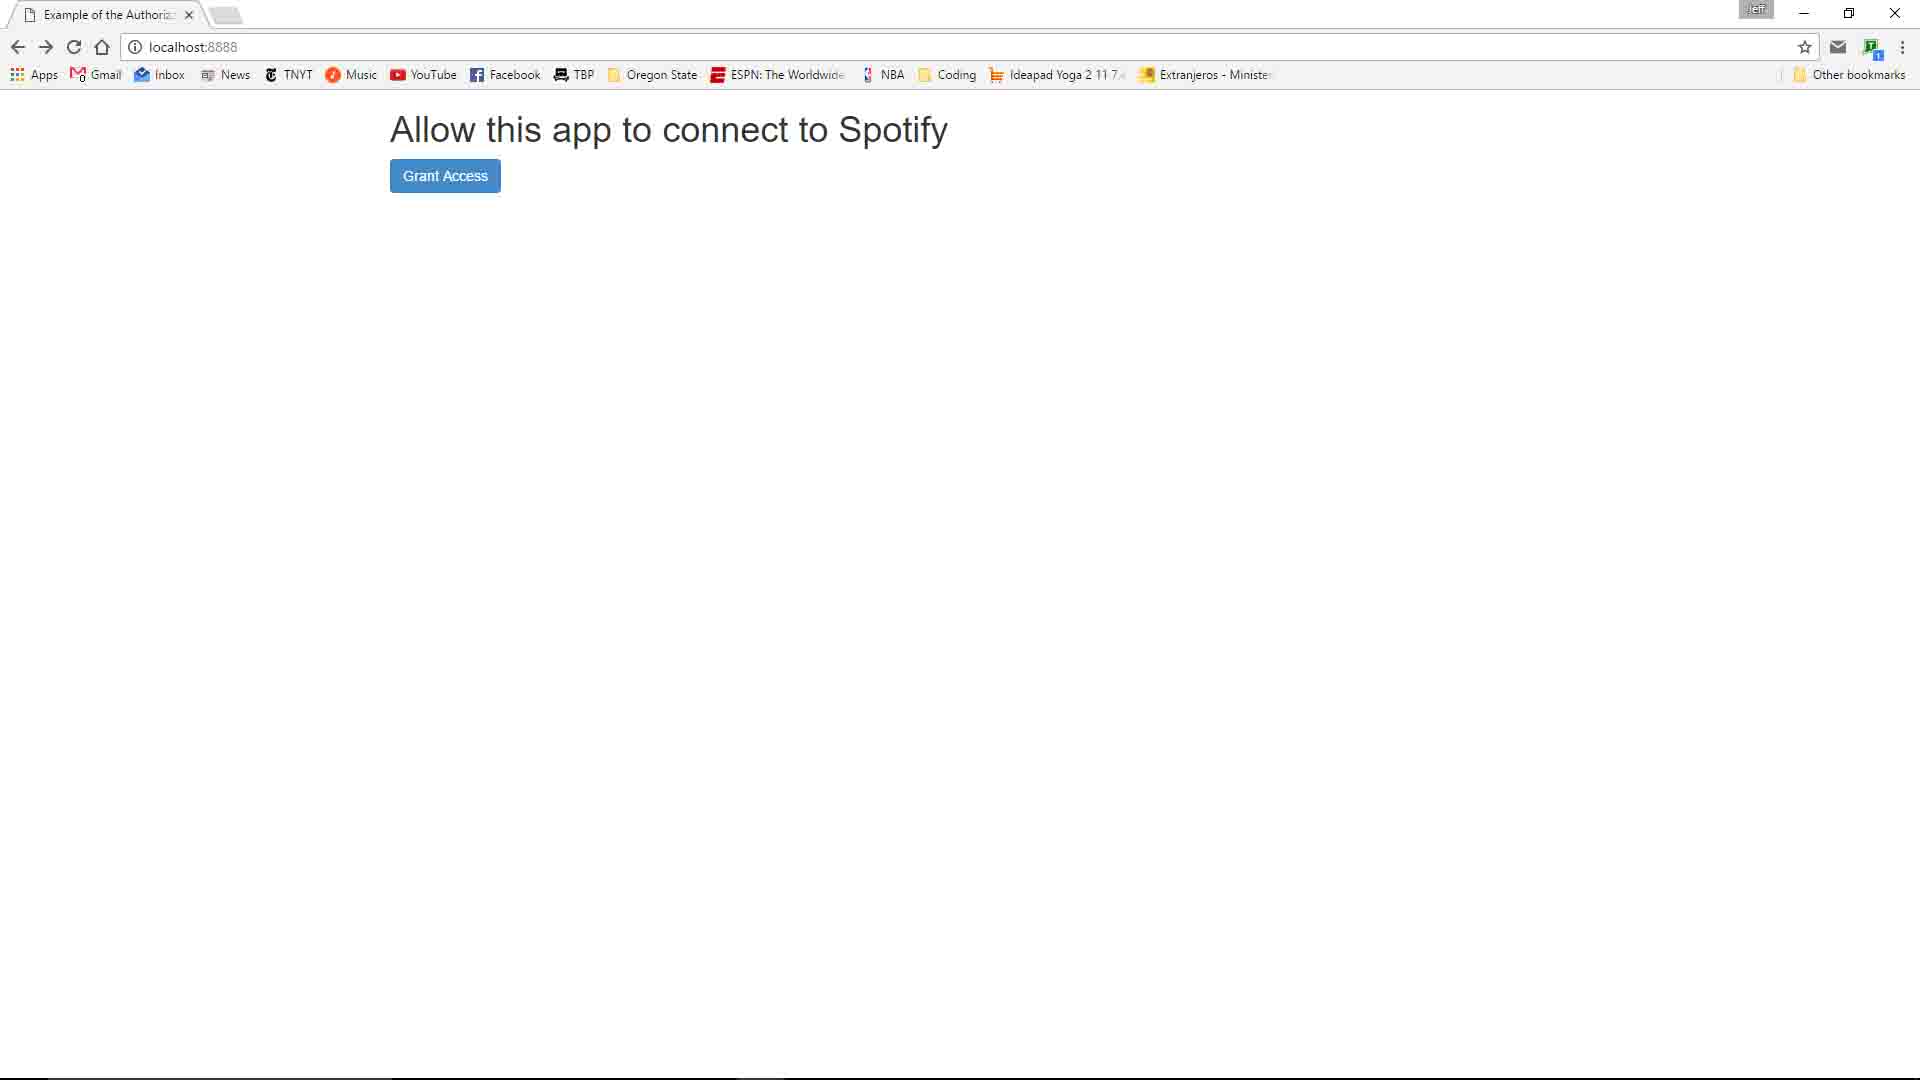 Example of the Authoriz
Jeff
localhost:8888
Apps Gmail Inbox News TNYT Music YouTube Facebook TBP Oregon State ESPN: The Worldwide NBA Coding Ideapad Yoga 2 11 7. Extranjeros - Minister Other bookmarks
Allow this app to connect to Spotify
Grant Access